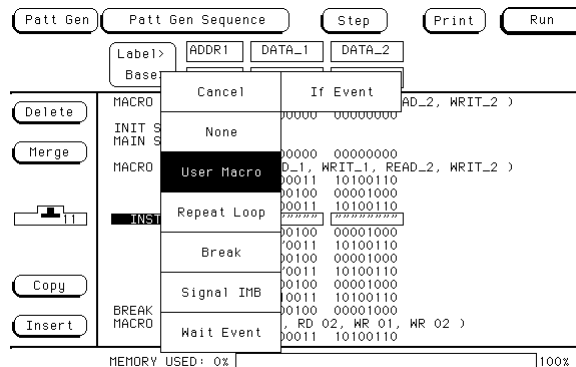 Patt Gen Patt Gen Sequence Step Print Run
Label> ADDR1 DATA_1 DATA_2
Base:
Cancel If Event
Delete MACRO AD_2, WRIT_2 )
00000 00000000
INIT S None
MAIN S
Merge 00000 00000000
MACRO User Macro D_1, WRIT_1, READ_2, WRIT_2 )
00011 10100110
00100 00001000
Repeat Loop 00011 10100110
11 INST """"" """"""""
00100 00001000
Break 00011 10100110
00100 00001000
00011 10100110
Copy Signal IMB 00011 10100110
BREAK 00100 00001000
Insert MACRO Wait Event , RD 02, WR 01, WR 02 )
00011 10100110
MEMORY USED: 0% 100%